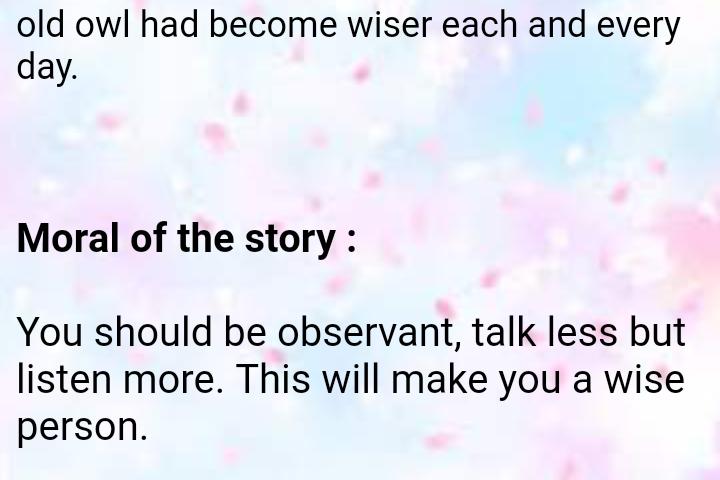 old owl had become wiser each and every
day.
Moral of the story :
You should be observant, talk less but
listen more. This will make you a wise
person.